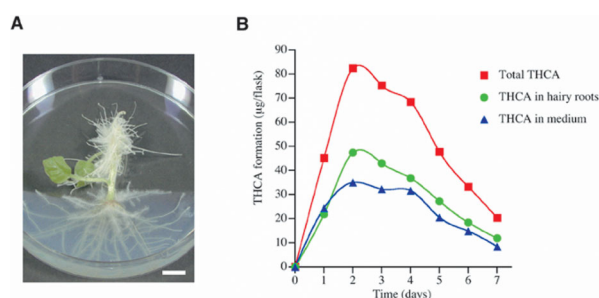 A
B
THCA formation (µg/flask)
90
80
70
60
50
40
30
20
10
0
0 1 2 3 4 5 6 7
Time (days)
Total THCA
THCA in hairy roots
THCA in medium